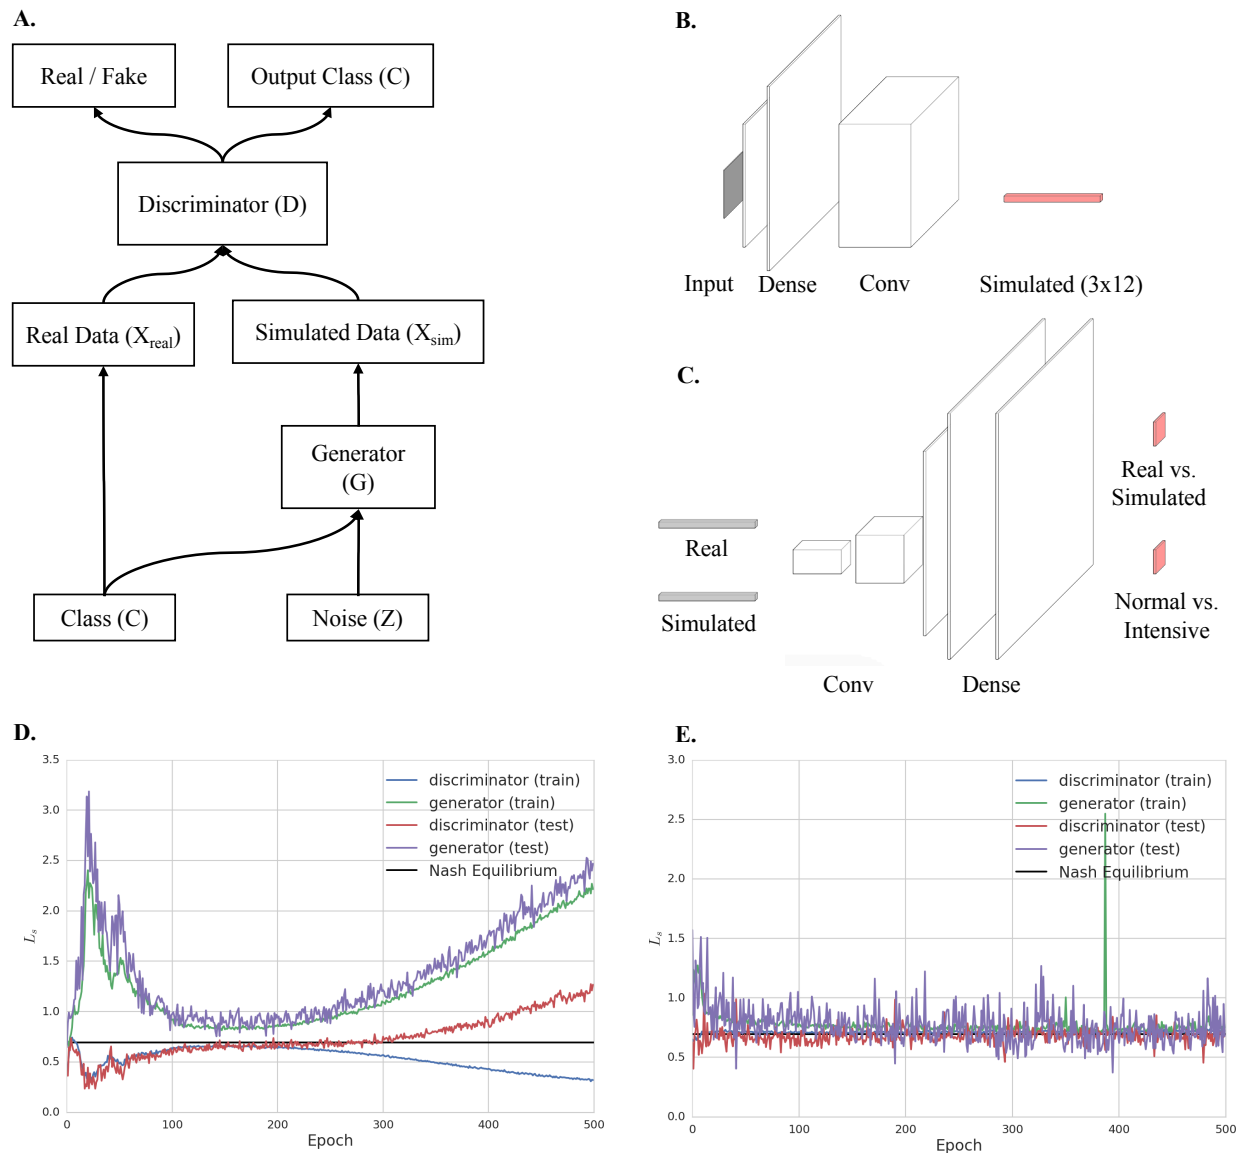 A.
Real / Fake
Output Class (C)
Discriminator (D)
Real Data (X_real)
Simulated Data (X_sim)
Generator
(G)
Class (C)
Noise (Z)
B.
Input
Dense
Conv
Simulated (3x12)
C.
Real
Simulated
Conv
Dense
Real vs.
Simulated
Normal vs.
Intensive
D.
3.5
3.0
2.5
2.0
1.5
1.0
0.5
0.0
L_s
discriminator (train)
generator (train)
discriminator (test)
generator (test)
Nash Equilibrium
0 100 200 300 400 500
Epoch
E.
3.0
2.5
2.0
1.5
1.0
0.5
0.0
L_s
discriminator (train)
generator (train)
discriminator (test)
generator (test)
Nash Equilibrium
0 100 200 300 400 500
Epoch